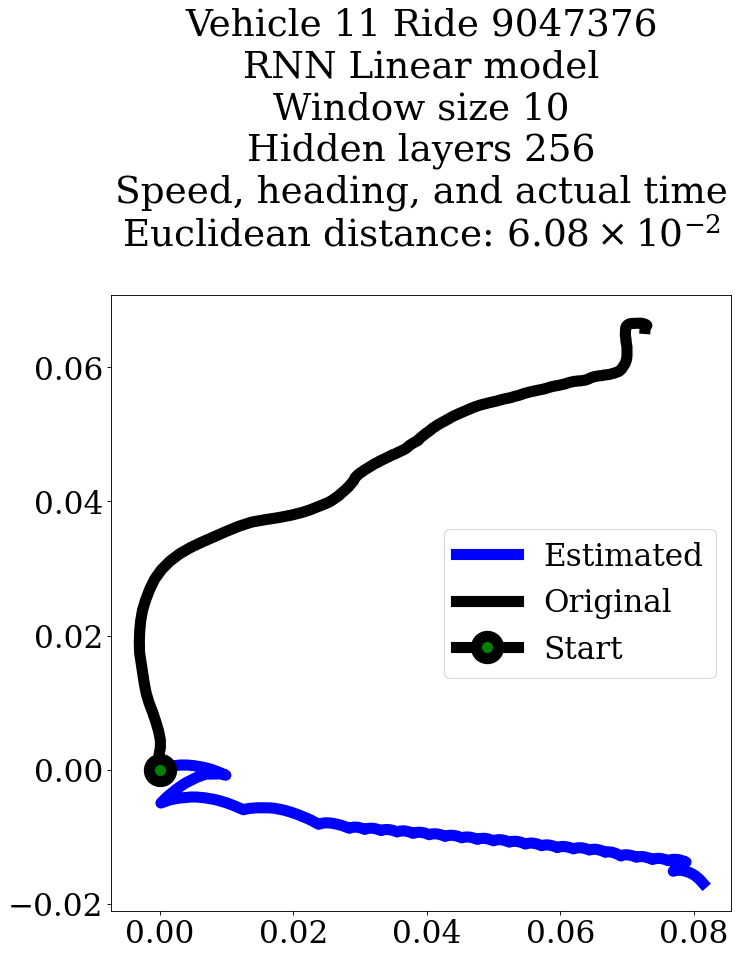 Vehicle 11 Ride 9047376
RNN Linear model
Window size 10
Hidden layers 256
Speed, heading, and actual time
Euclidean distance: 6.08 × 10⁻²
0.06
0.04
Estimated
Original
0.02
Start
0.00
−0.02
0.00 0.02 0.04 0.06 0.08